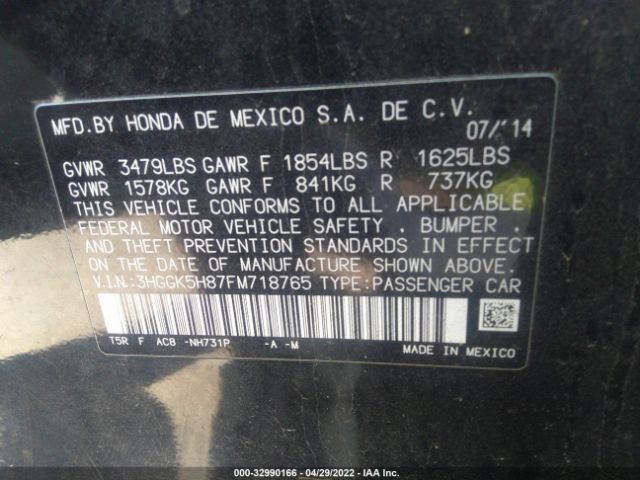 MFD.BY HONDA DE MEXICO S.A. DE C.V.
07/'14
GVWR 3479LBS GAWR F 1854LBS R 1625LBS
GVWR 1578KG GAWR F 841KG R 737KG
THIS VEHICLE CONFORMS TO ALL APPLICABLE
FEDERAL MOTOR VEHICLE SAFETY . BUMPER .
AND THEFT PREVENTION STANDARDS IN EFFECT
ON THE DATE OF MANUFACTURE SHOWN ABOVE.
V.I.N.:3HGGK5H87FM718765 TYPE:PASSENGER CAR
T5R F AC8 -NH731P -A -M MADE IN MEXICO
000-32990166 - 04/29/2022 - IAA Inc.